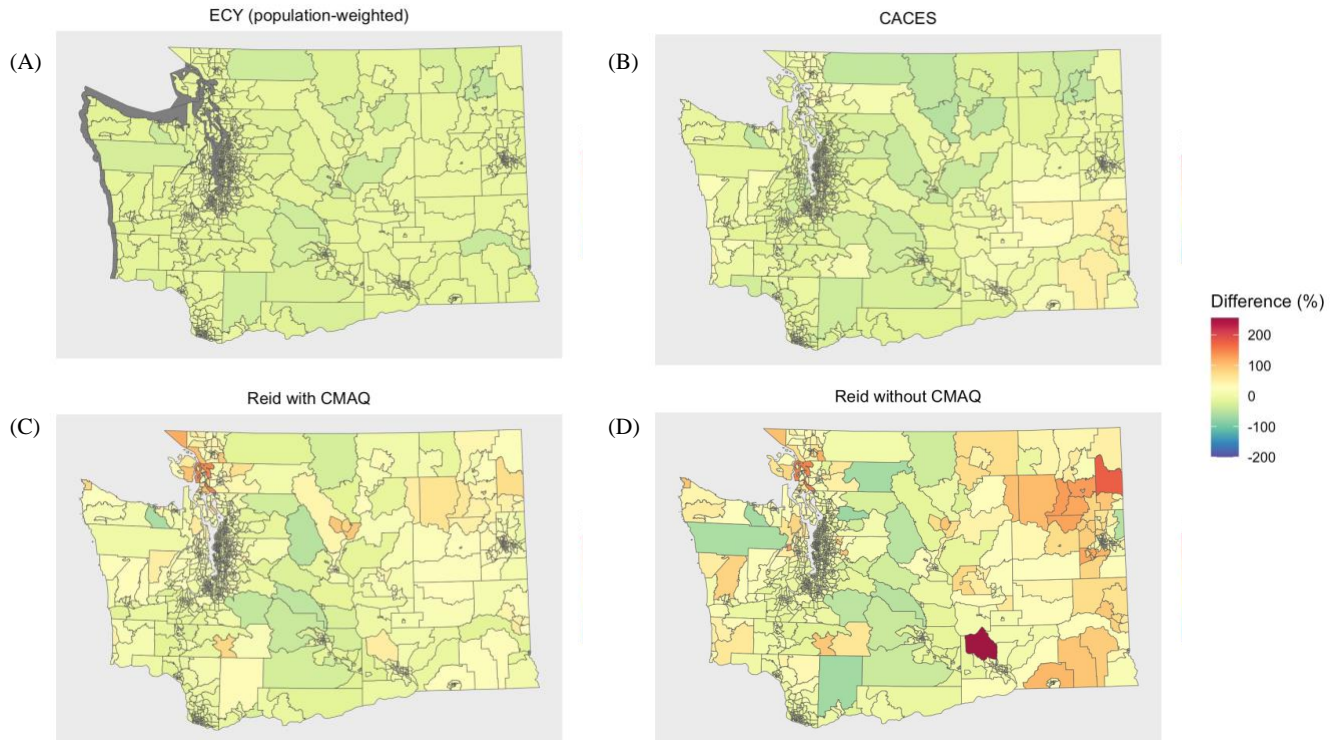 ECY (population-weighted)
CACES
(A)
(B)
Difference (%)
200
100
0
-100
-200
Reid with CMAQ
Reid without CMAQ
(C)
(D)